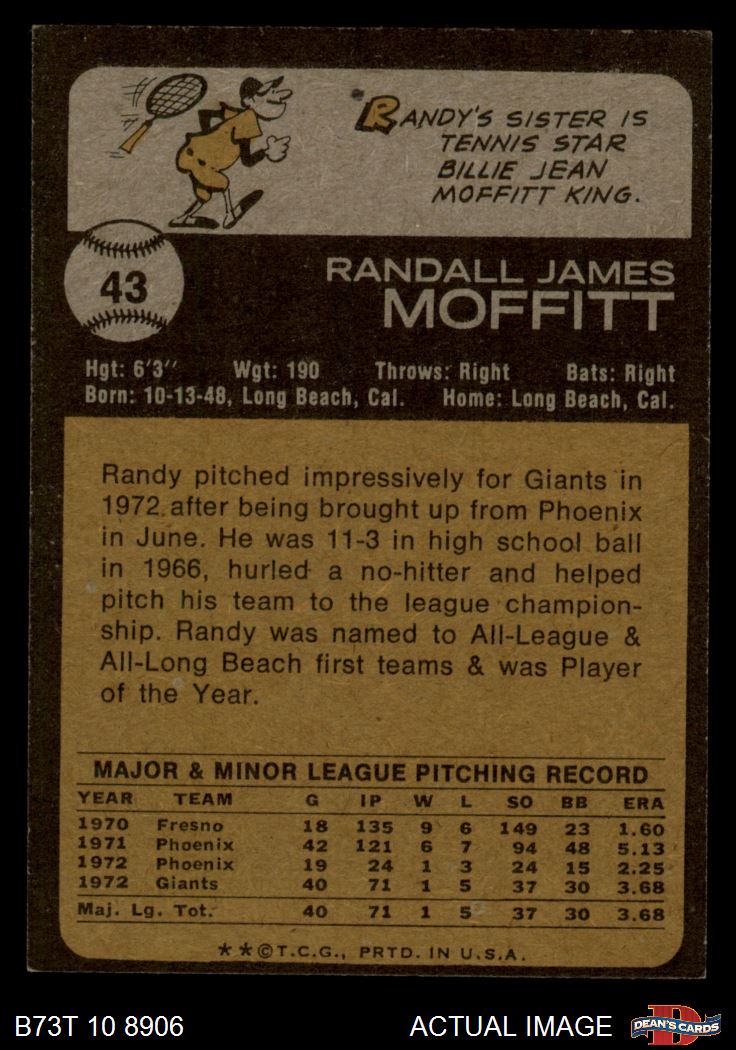 RANDY'S SISTER IS
TENNIS STAR
BILLIE JEAN
MOFFITT KING.
43
RANDALL JAMES
MOFFITT
Hgt: 6'3" Wgt: 190 Throws: Right Bats: Right
Born: 10-13-48, Long Beach, Cal. Home: Long Beach, Cal.
Randy pitched impressively for Giants in
1972 after being brought up from Phoenix
in June. He was 11-3 in high school ball
in 1966, hurled a no-hitter and helped
pitch his team to the league champion-
ship. Randy was named to All-League &
All-Long Beach first teams & was Player
of the Year.
MAJOR & MINOR LEAGUE PITCHING RECORD
YEAR TEAM G IP W L SO BB ERA
1970 Fresno 18 135 9 6 149 23 1.60
1971 Phoenix 42 121 6 7 94 48 5.13
1972 Phoenix 19 24 1 3 24 15 2.25
1972 Giants 40 71 1 5 37 30 3.68
Maj. Lg. Tot. 40 71 1 5 37 30 3.68
**©T.C.G., PRTD. IN U.S.A.
B73T 10 8906 ACTUAL IMAGE DEAN'S CARDS